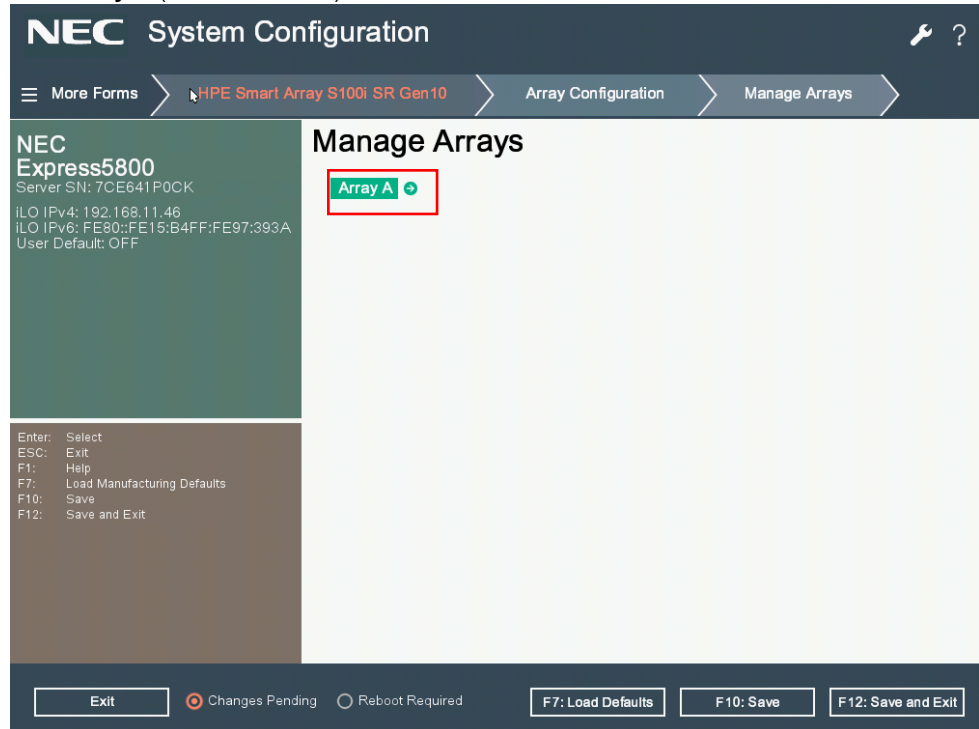 NEC System Configuration
?
More Forms
HPE Smart Array S100i SR Gen10
Array Configuration
Manage Arrays
NEC
Express5800
Server SN: 7CE641P0CK
iLO IPv4: 192.168.11.46
iLO IPv6: FE80::FE15:B4FF:FE97:393A
User Default: OFF
Manage Arrays
Array A
Enter: Select
ESC: Exit
F1: Help
F7: Load Manufacturing Defaults
F10: Save
F12: Save and Exit
Exit
Changes Pending
Reboot Required
F7: Load Defaults
F10: Save
F12: Save and Exit